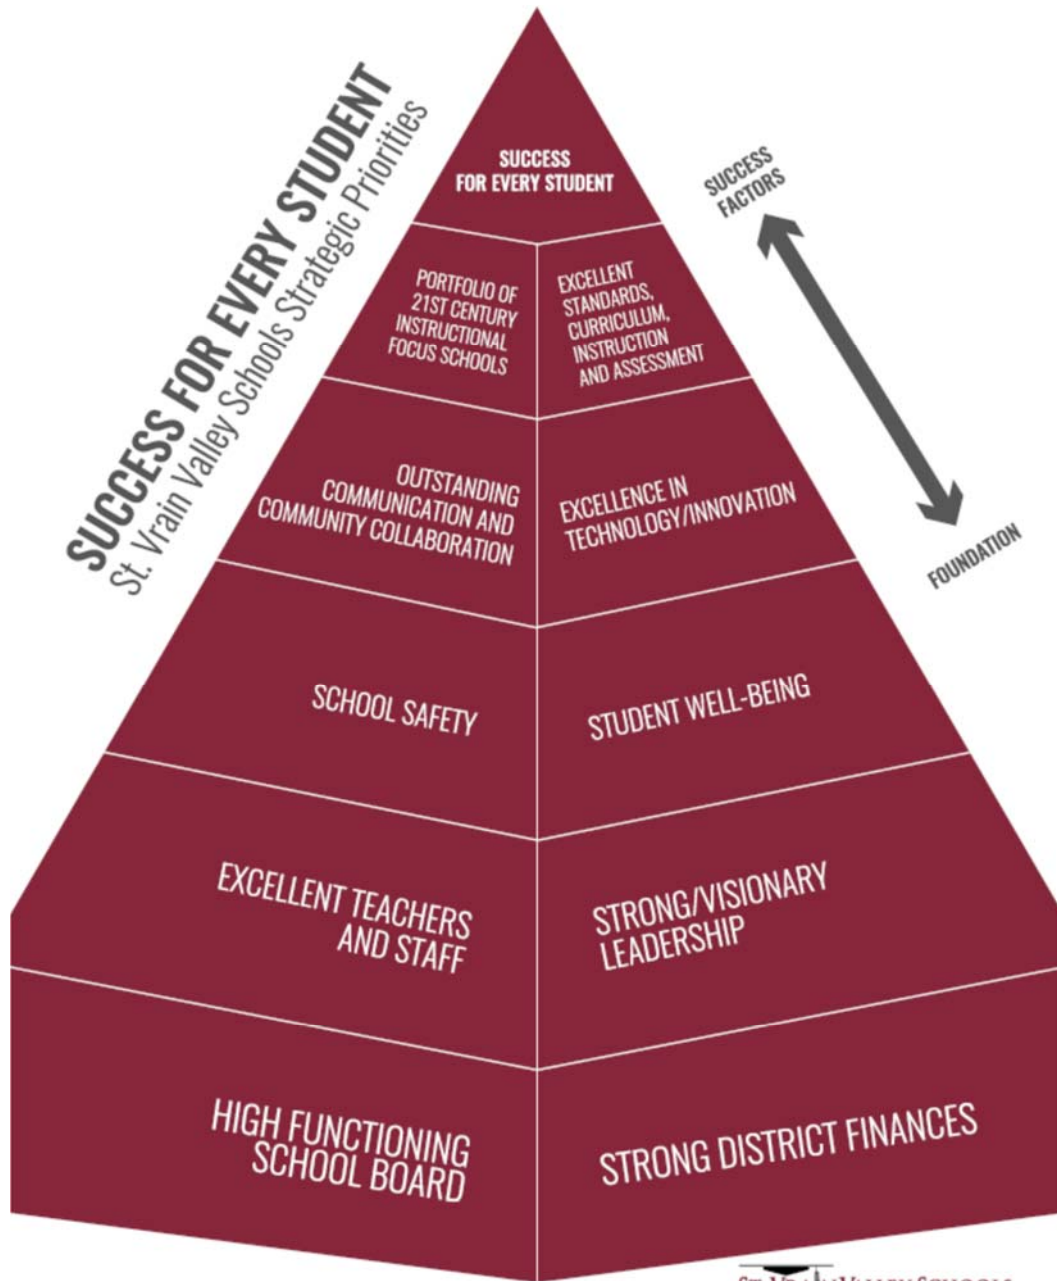 SUCCESS FOR EVERY STUDENT
St. Vrain Valley Schools Strategic Priorities
SUCCESS
FOR EVERY STUDENT
SUCCESS
FACTORS
PORTFOLIO OF
21ST CENTURY
INSTRUCTIONAL
FOCUS SCHOOLS
EXCELLENT
STANDARDS,
CURRICULUM,
INSTRUCTION
AND ASSESSMENT
OUTSTANDING
COMMUNICATION AND
COMMUNITY COLLABORATION
EXCELLENCE IN
TECHNOLOGY/INNOVATION
FOUNDATION
SCHOOL SAFETY
STUDENT WELL-BEING
EXCELLENT TEACHERS
AND STAFF
STRONG/VISIONARY
LEADERSHIP
HIGH FUNCTIONING
SCHOOL BOARD
STRONG DISTRICT FINANCES